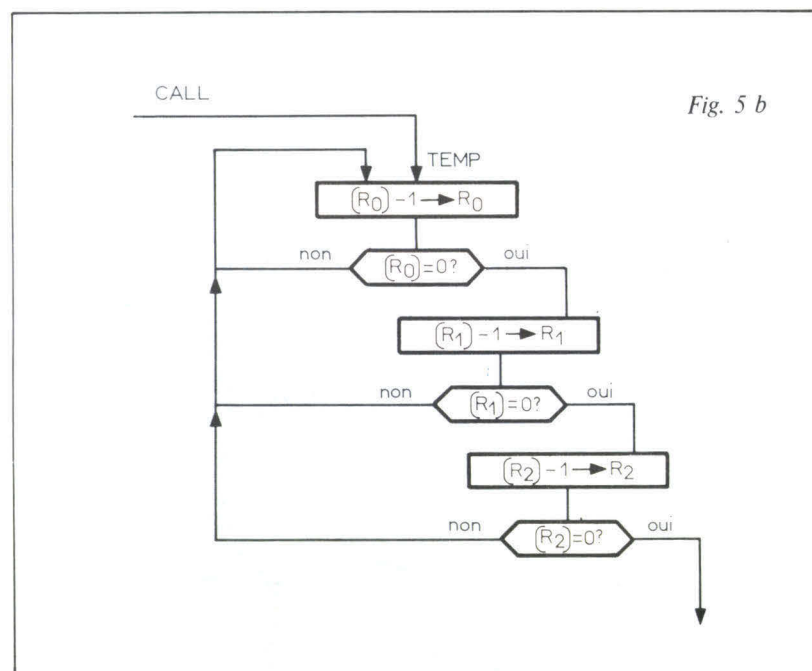 CALL
Fig. 5 b
TEMP
(R0) - 1 → R0
non
(R0) = 0?
oui
(R1) - 1 → R1
non
(R1) = 0?
oui
(R2) - 1 → R2
non
(R2) = 0?
oui